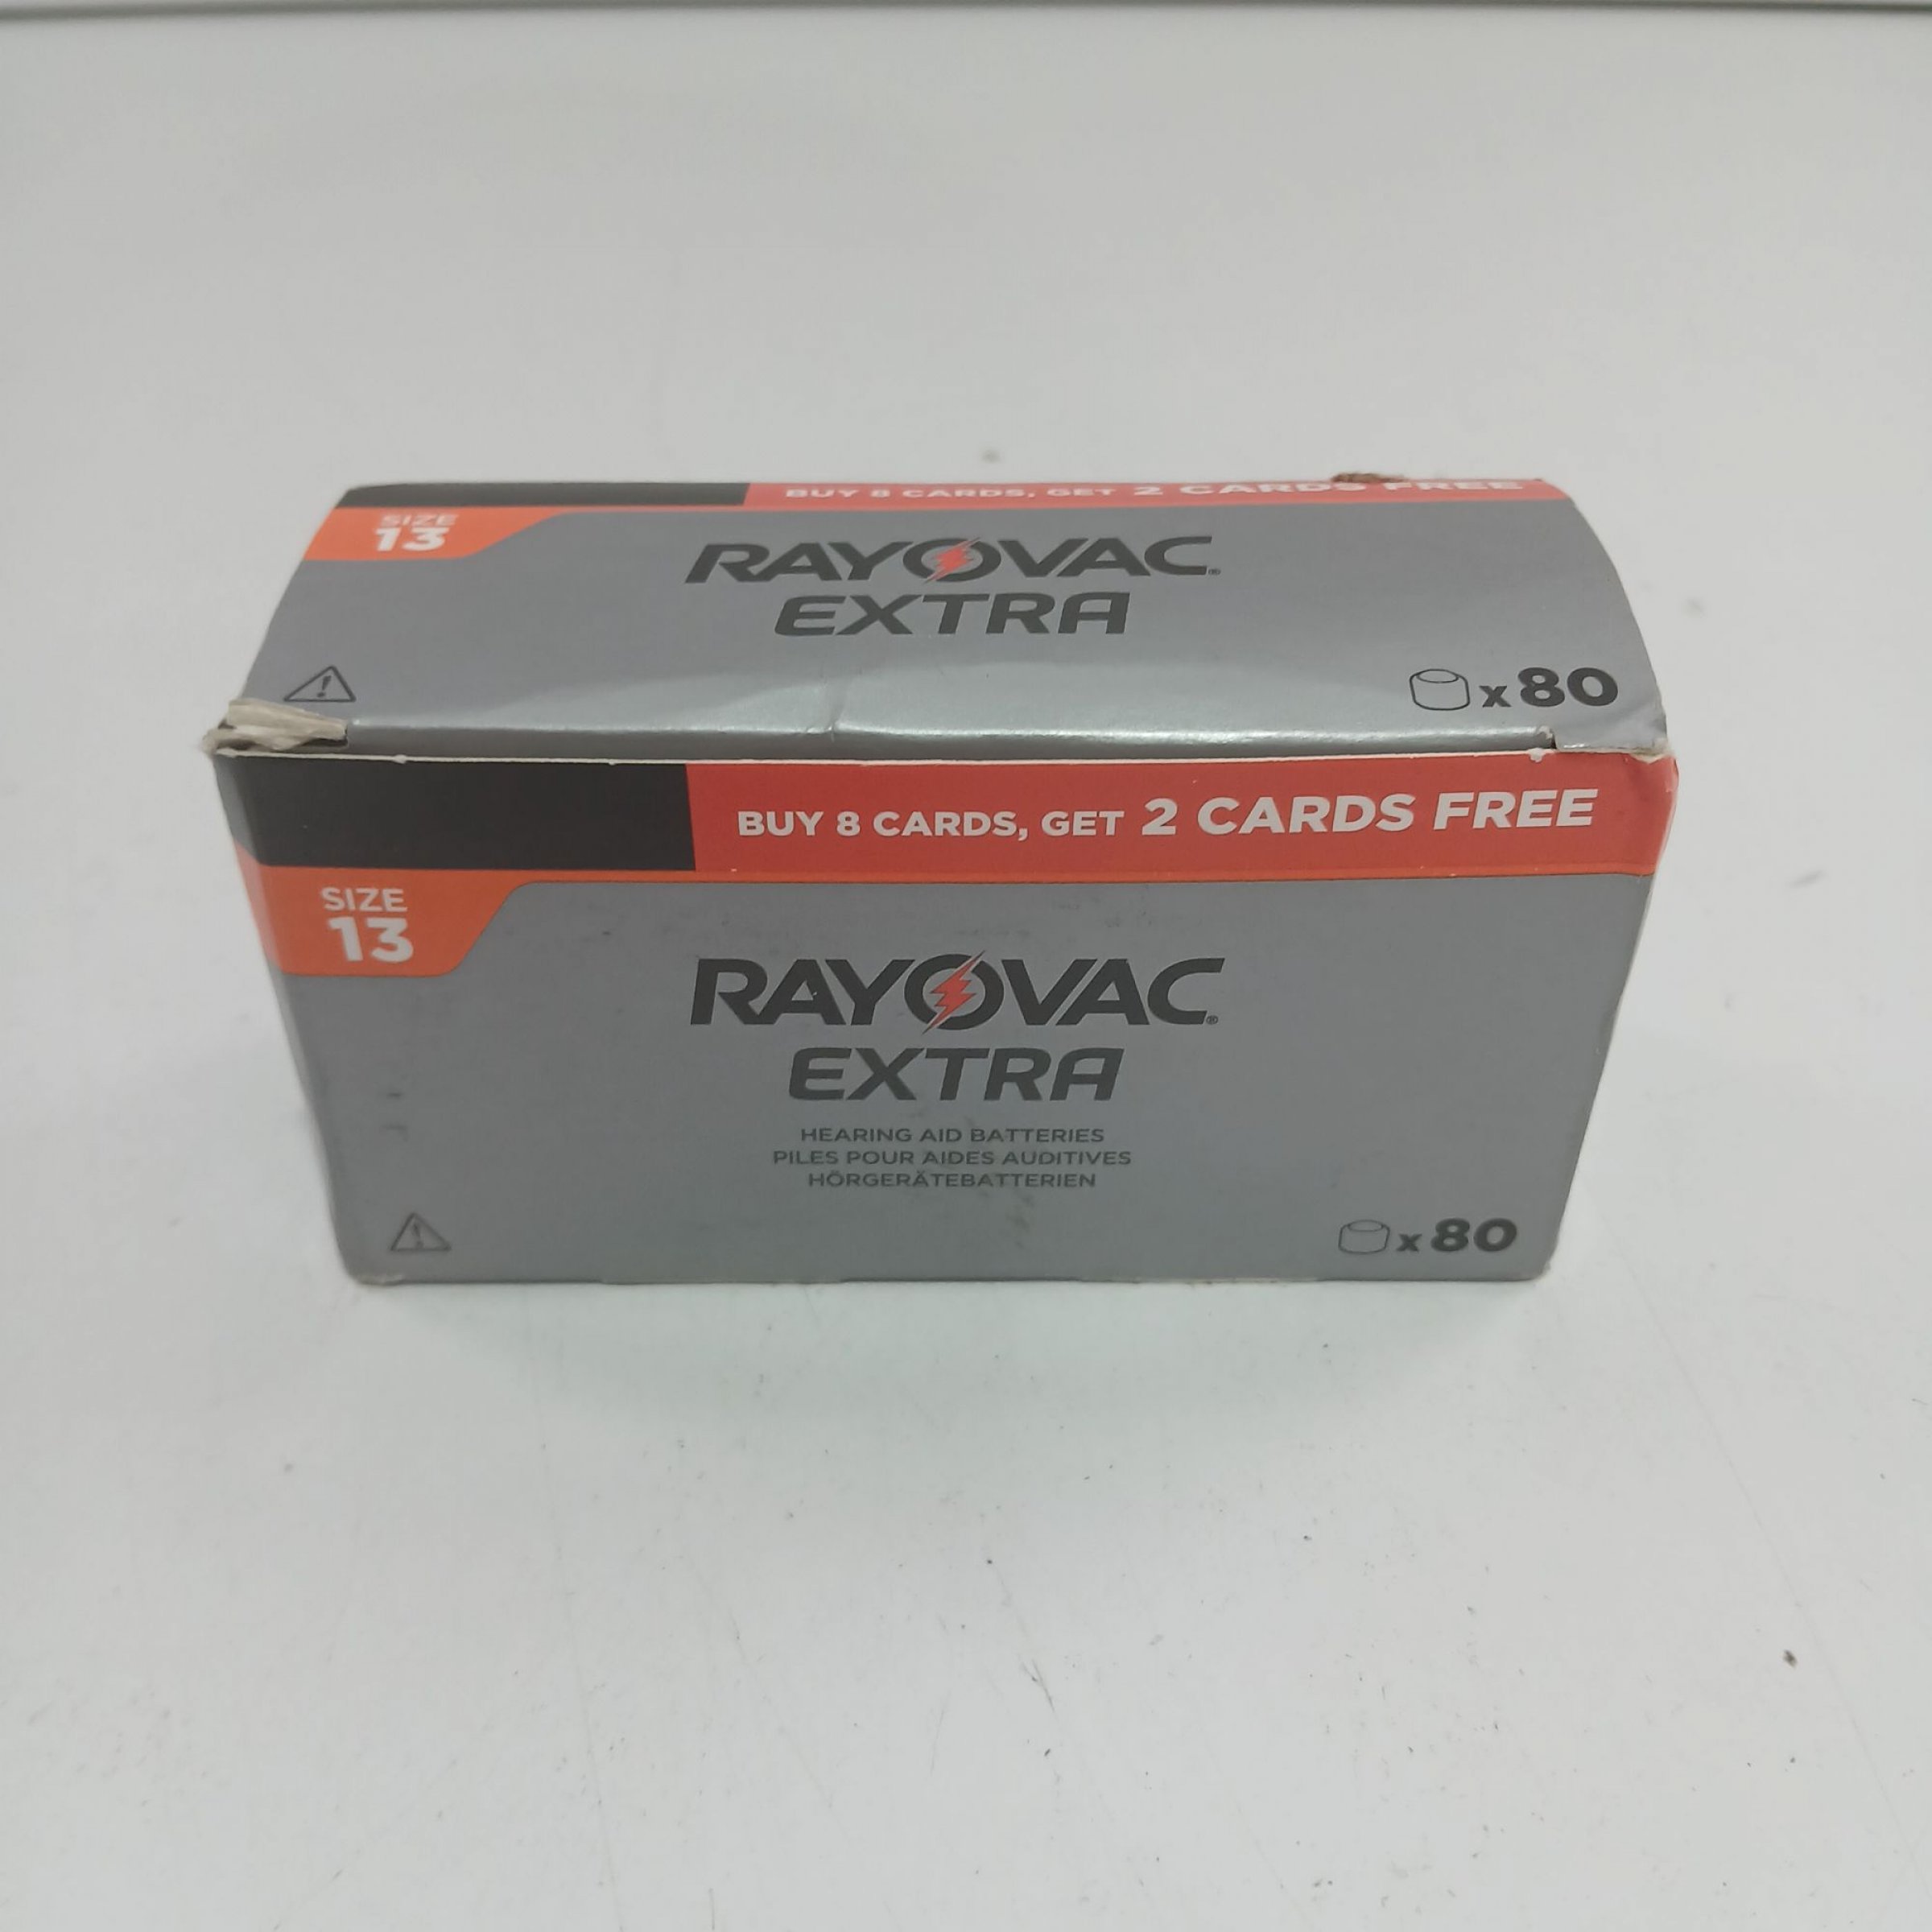 BUY 8 CARDS, GET 2 CARDS FREE
SIZE
13
RAYOVAC®
EXTRA
x80
BUY 8 CARDS, GET 2 CARDS FREE
SIZE
13
RAYOVAC®
EXTRA
HEARING AID BATTERIES
PILES POUR AIDES AUDITIVES
HÖRGERÄTEBATTERIEN
x80